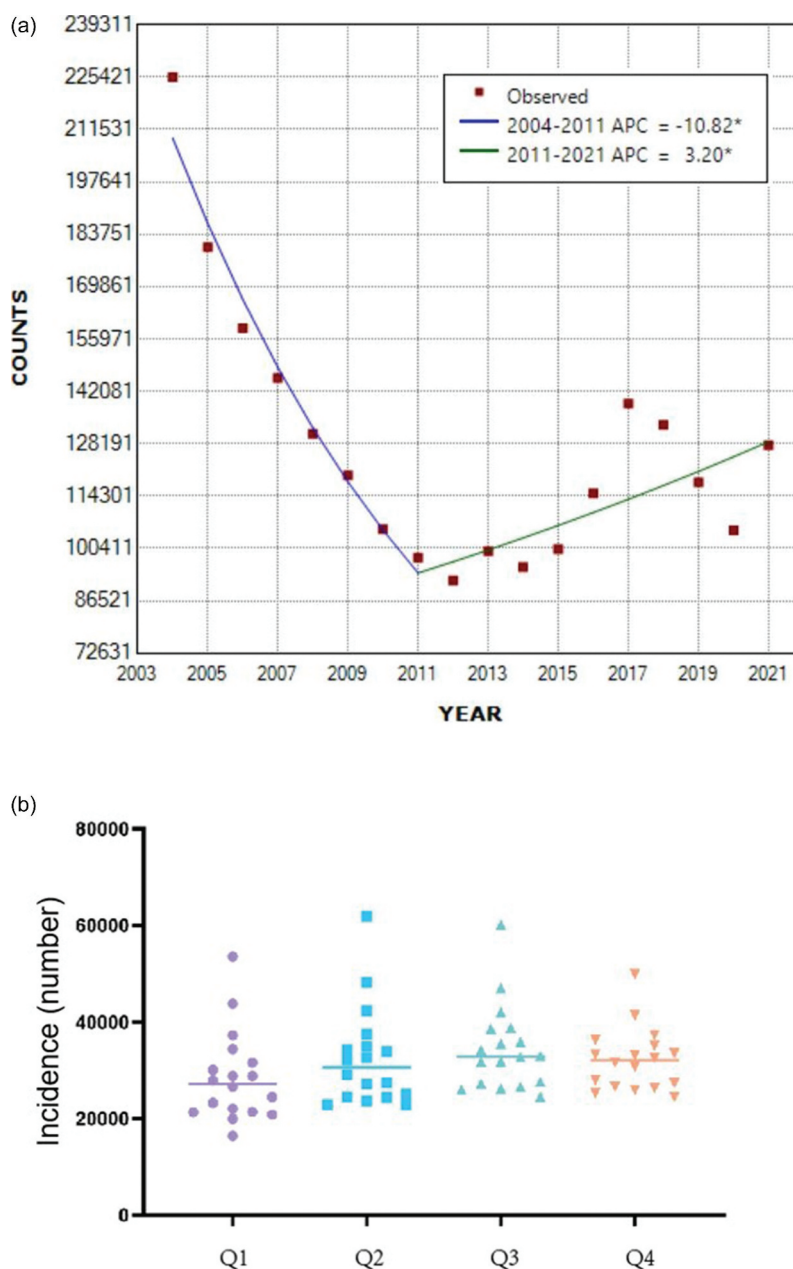 (a)
239311
225421
211531
197641
183751
169861
155971
142081
128191
114301
100411
86521
72631
COUNTS
Observed
2004-2011 APC = -10.82*
2011-2021 APC = 3.20*
2003 2005 2007 2009 2011 2013 2015 2017 2019 2021
YEAR
(b)
80000
60000
40000
20000
0
Incidence (number)
Q1 Q2 Q3 Q4